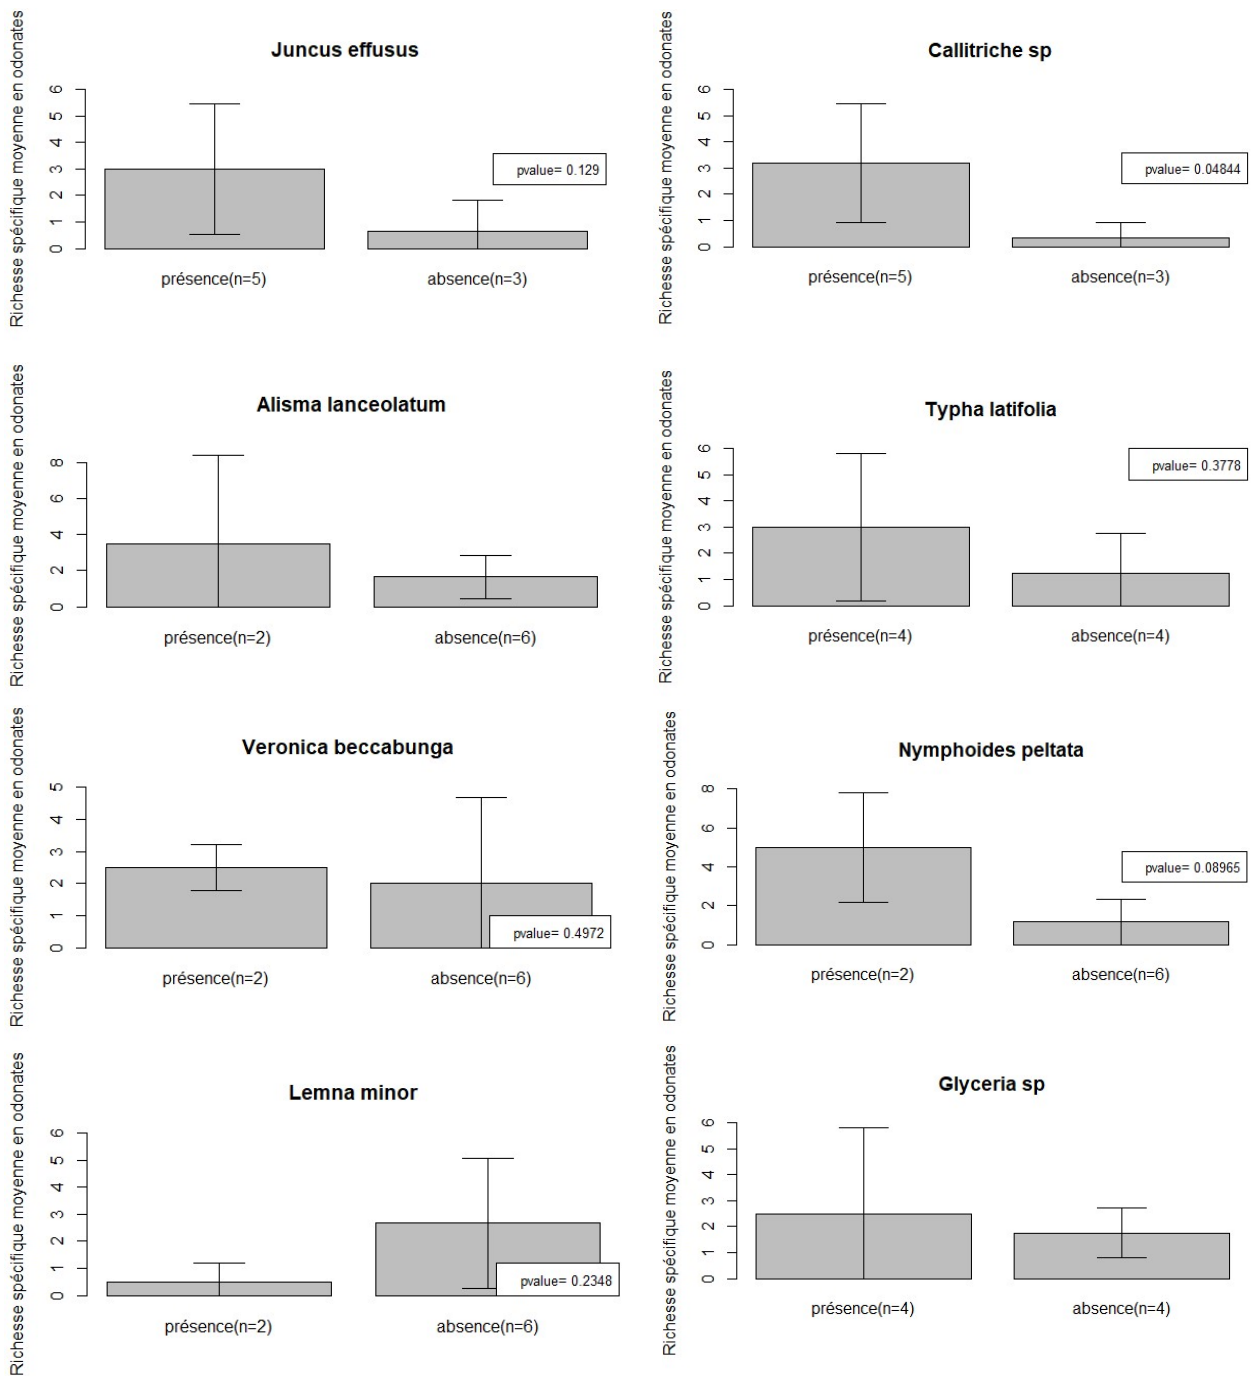 Juncus effusus
Richesse spécifique moyenne en odonates
0 1 2 3 4 5 6
pvalue= 0.129
présence(n=5) absence(n=3)
Callitriche sp
Richesse spécifique moyenne en odonates
0 1 2 3 4 5 6
pvalue= 0.04844
présence(n=5) absence(n=3)
Alisma lanceolatum
Richesse spécifique moyenne en odonates
0 2 4 6 8
présence(n=2) absence(n=6)
Typha latifolia
Richesse spécifique moyenne en odonates
0 1 2 3 4 5 6
pvalue= 0.3778
présence(n=4) absence(n=4)
Veronica beccabunga
Richesse spécifique moyenne en odonates
0 1 2 3 4 5
pvalue= 0.4972
présence(n=2) absence(n=6)
Nymphoides peltata
Richesse spécifique moyenne en odonates
0 2 4 6 8
pvalue= 0.08965
présence(n=2) absence(n=6)
Lemna minor
Richesse spécifique moyenne en odonates
0 1 2 3 4 5 6
pvalue= 0.2348
présence(n=2) absence(n=6)
Glyceria sp
Richesse spécifique moyenne en odonates
0 1 2 3 4 5 6
présence(n=4) absence(n=4)